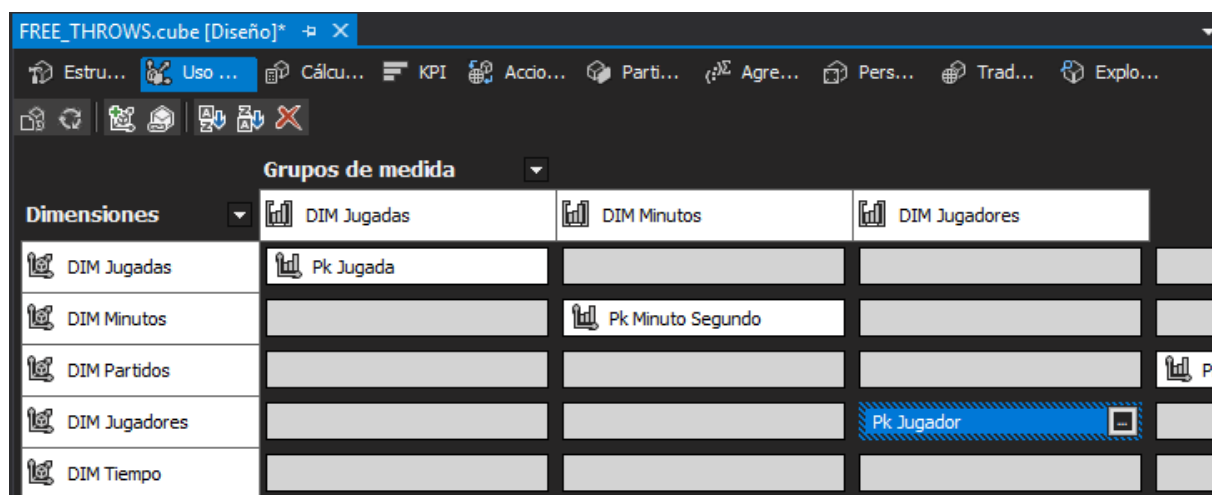 FREE_THROWS.cube [Diseño]*
Estru... Uso ... Cálcu... KPI Accio... Parti... Agre... Pers... Trad... Explo...
Grupos de medida
Dimensiones DIM Jugadas DIM Minutos DIM Jugadores
DIM Jugadas Pk Jugada
DIM Minutos Pk Minuto Segundo
DIM Partidos P
DIM Jugadores Pk Jugador ...
DIM Tiempo